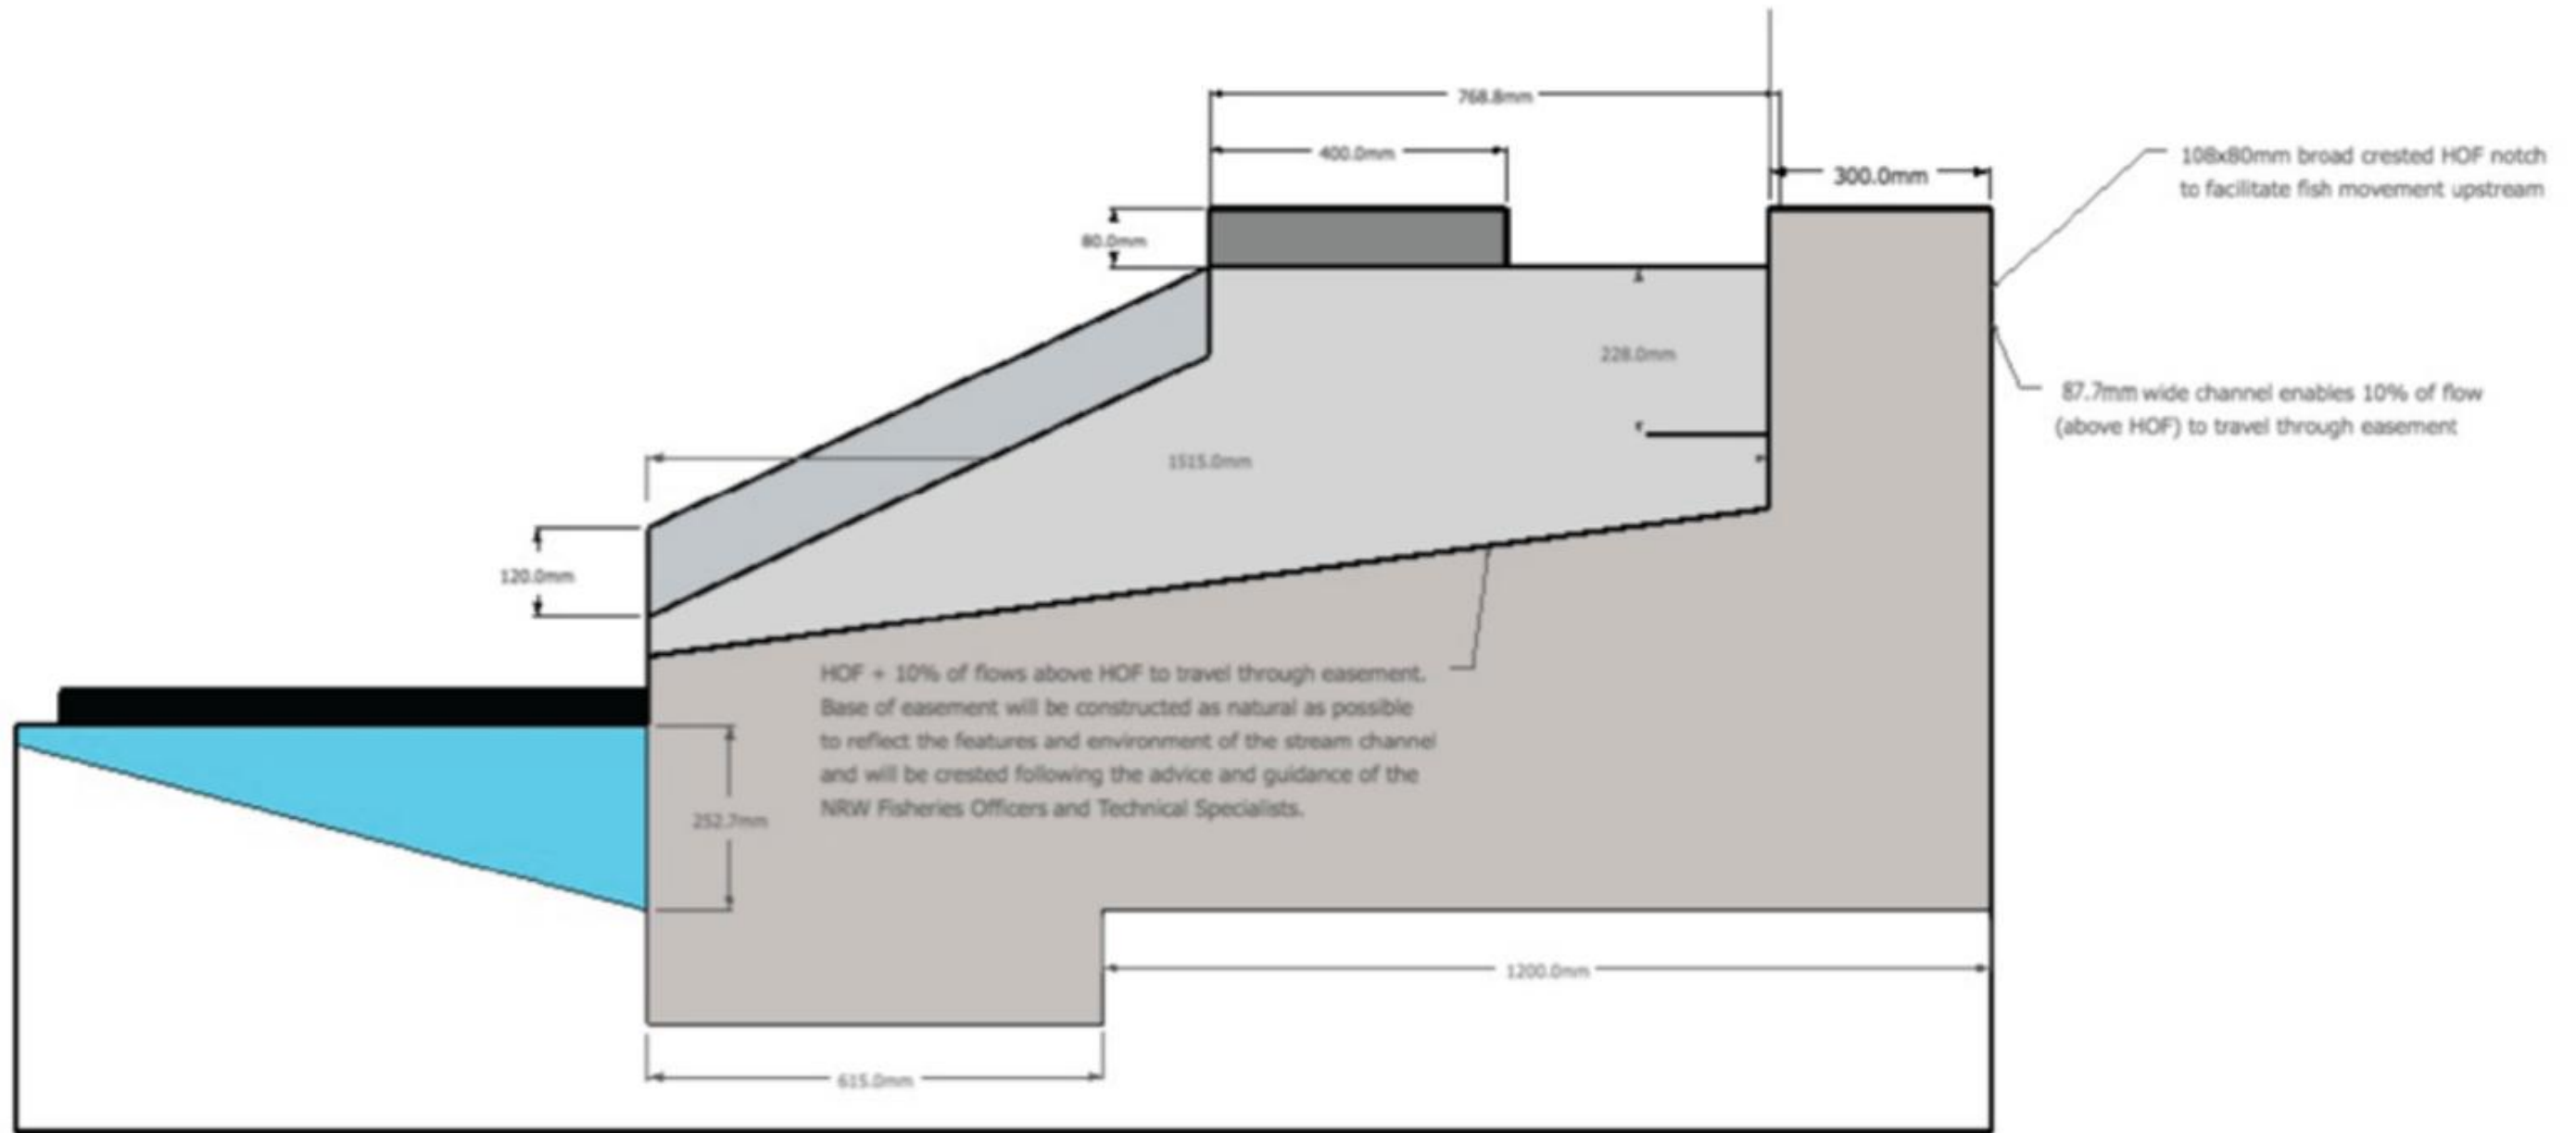 768.8mm
400.0mm
300.0mm
108x80mm broad crested HOF notch
to facilitate fish movement upstream
80.0mm
228.0mm
87.7mm wide channel enables 10% of flow
(above HOF) to travel through easement
1515.0mm
120.0mm
HOF + 10% of flows above HOF to travel through easement.
Base of easement will be constructed as natural as possible
to reflect the features and environment of the stream channel
and will be crested following the advice and guidance of the
NRW Fisheries Officers and Technical Specialists.
252.7mm
1200.0mm
615.0mm